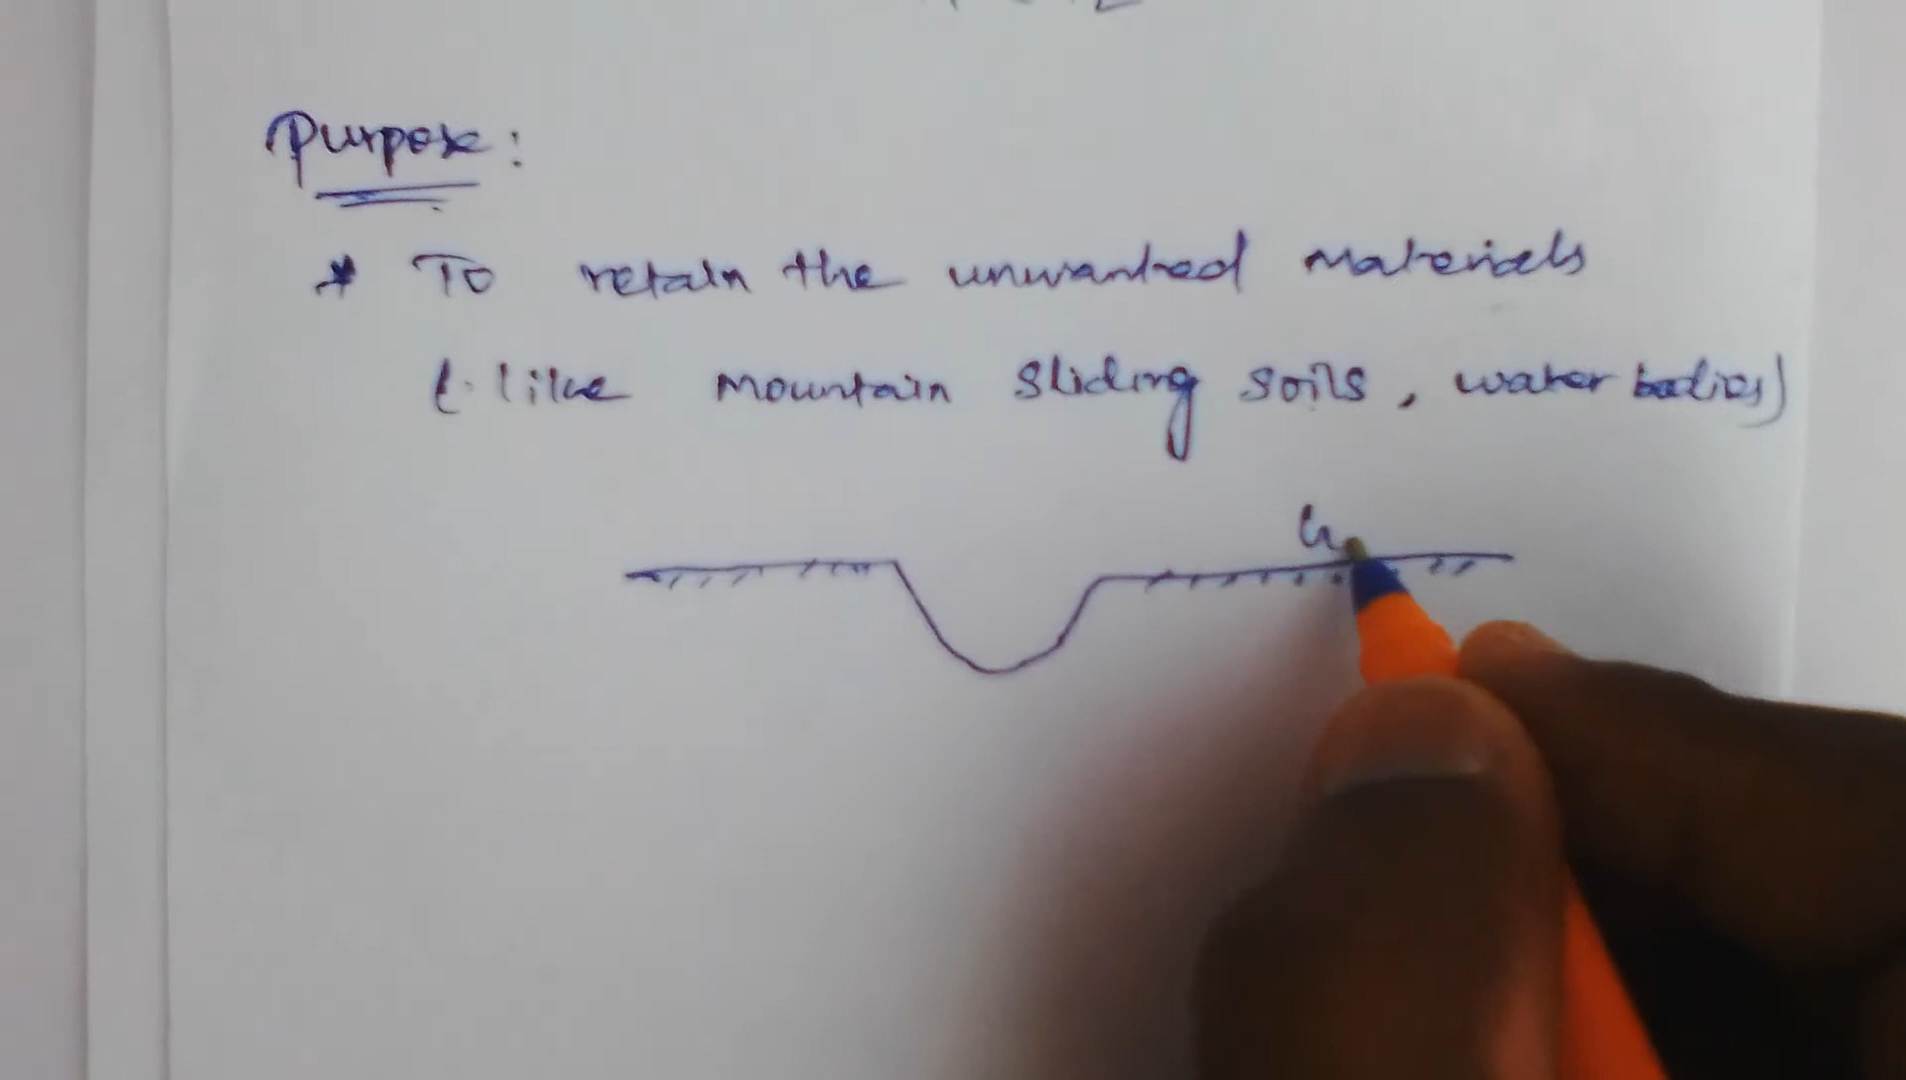 Purpose :
* To retain the unwanted materials
(. like mountain sliding soils, water bodies)
G